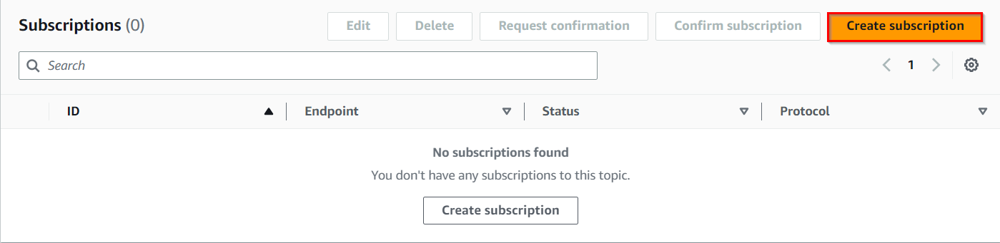 Subscriptions (0)
Edit
Delete
Request confirmation
Confirm subscription
Create subscription
Search
1
ID
Endpoint
Status
Protocol
No subscriptions found
You don't have any subscriptions to this topic.
Create subscription